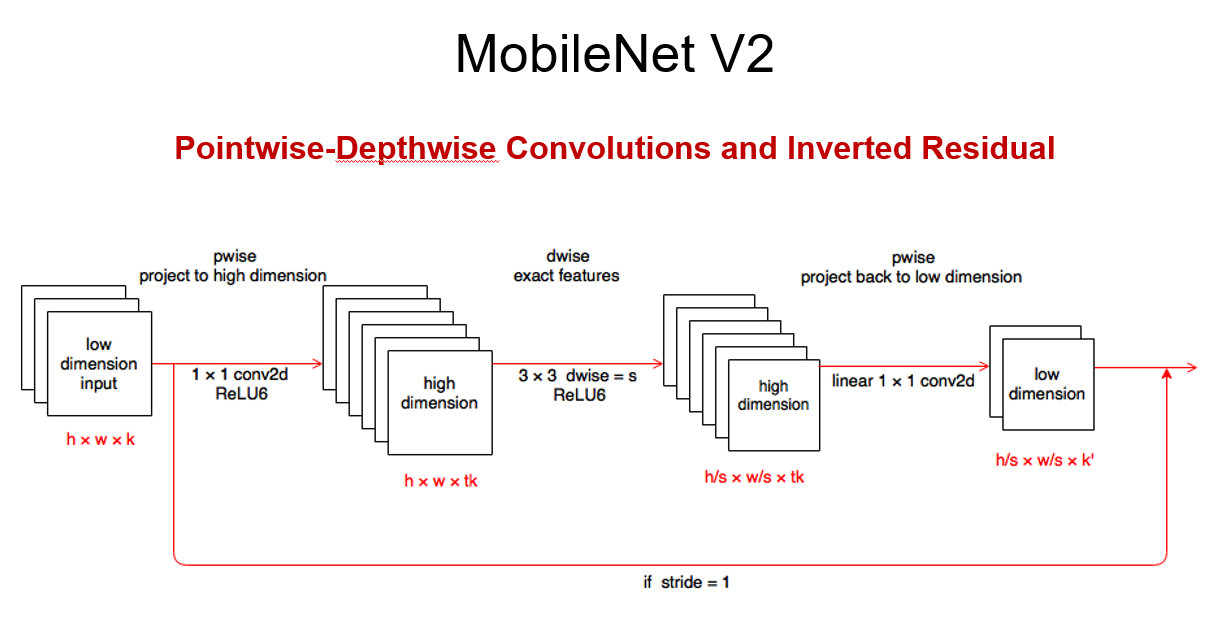 MobileNet V2
Pointwise-Depthwise Convolutions and Inverted Residual
pwise
project to high dimension
dwise
exact features
pwise
project back to low dimension
low
dimension
input
1 × 1 conv2d
ReLU6
high
dimension
3 × 3 dwise = s
ReLU6
high
dimension
linear 1 × 1 conv2d
low
dimension
h × w × k
h × w × tk
h/s × w/s × tk
h/s × w/s × k'
if stride = 1